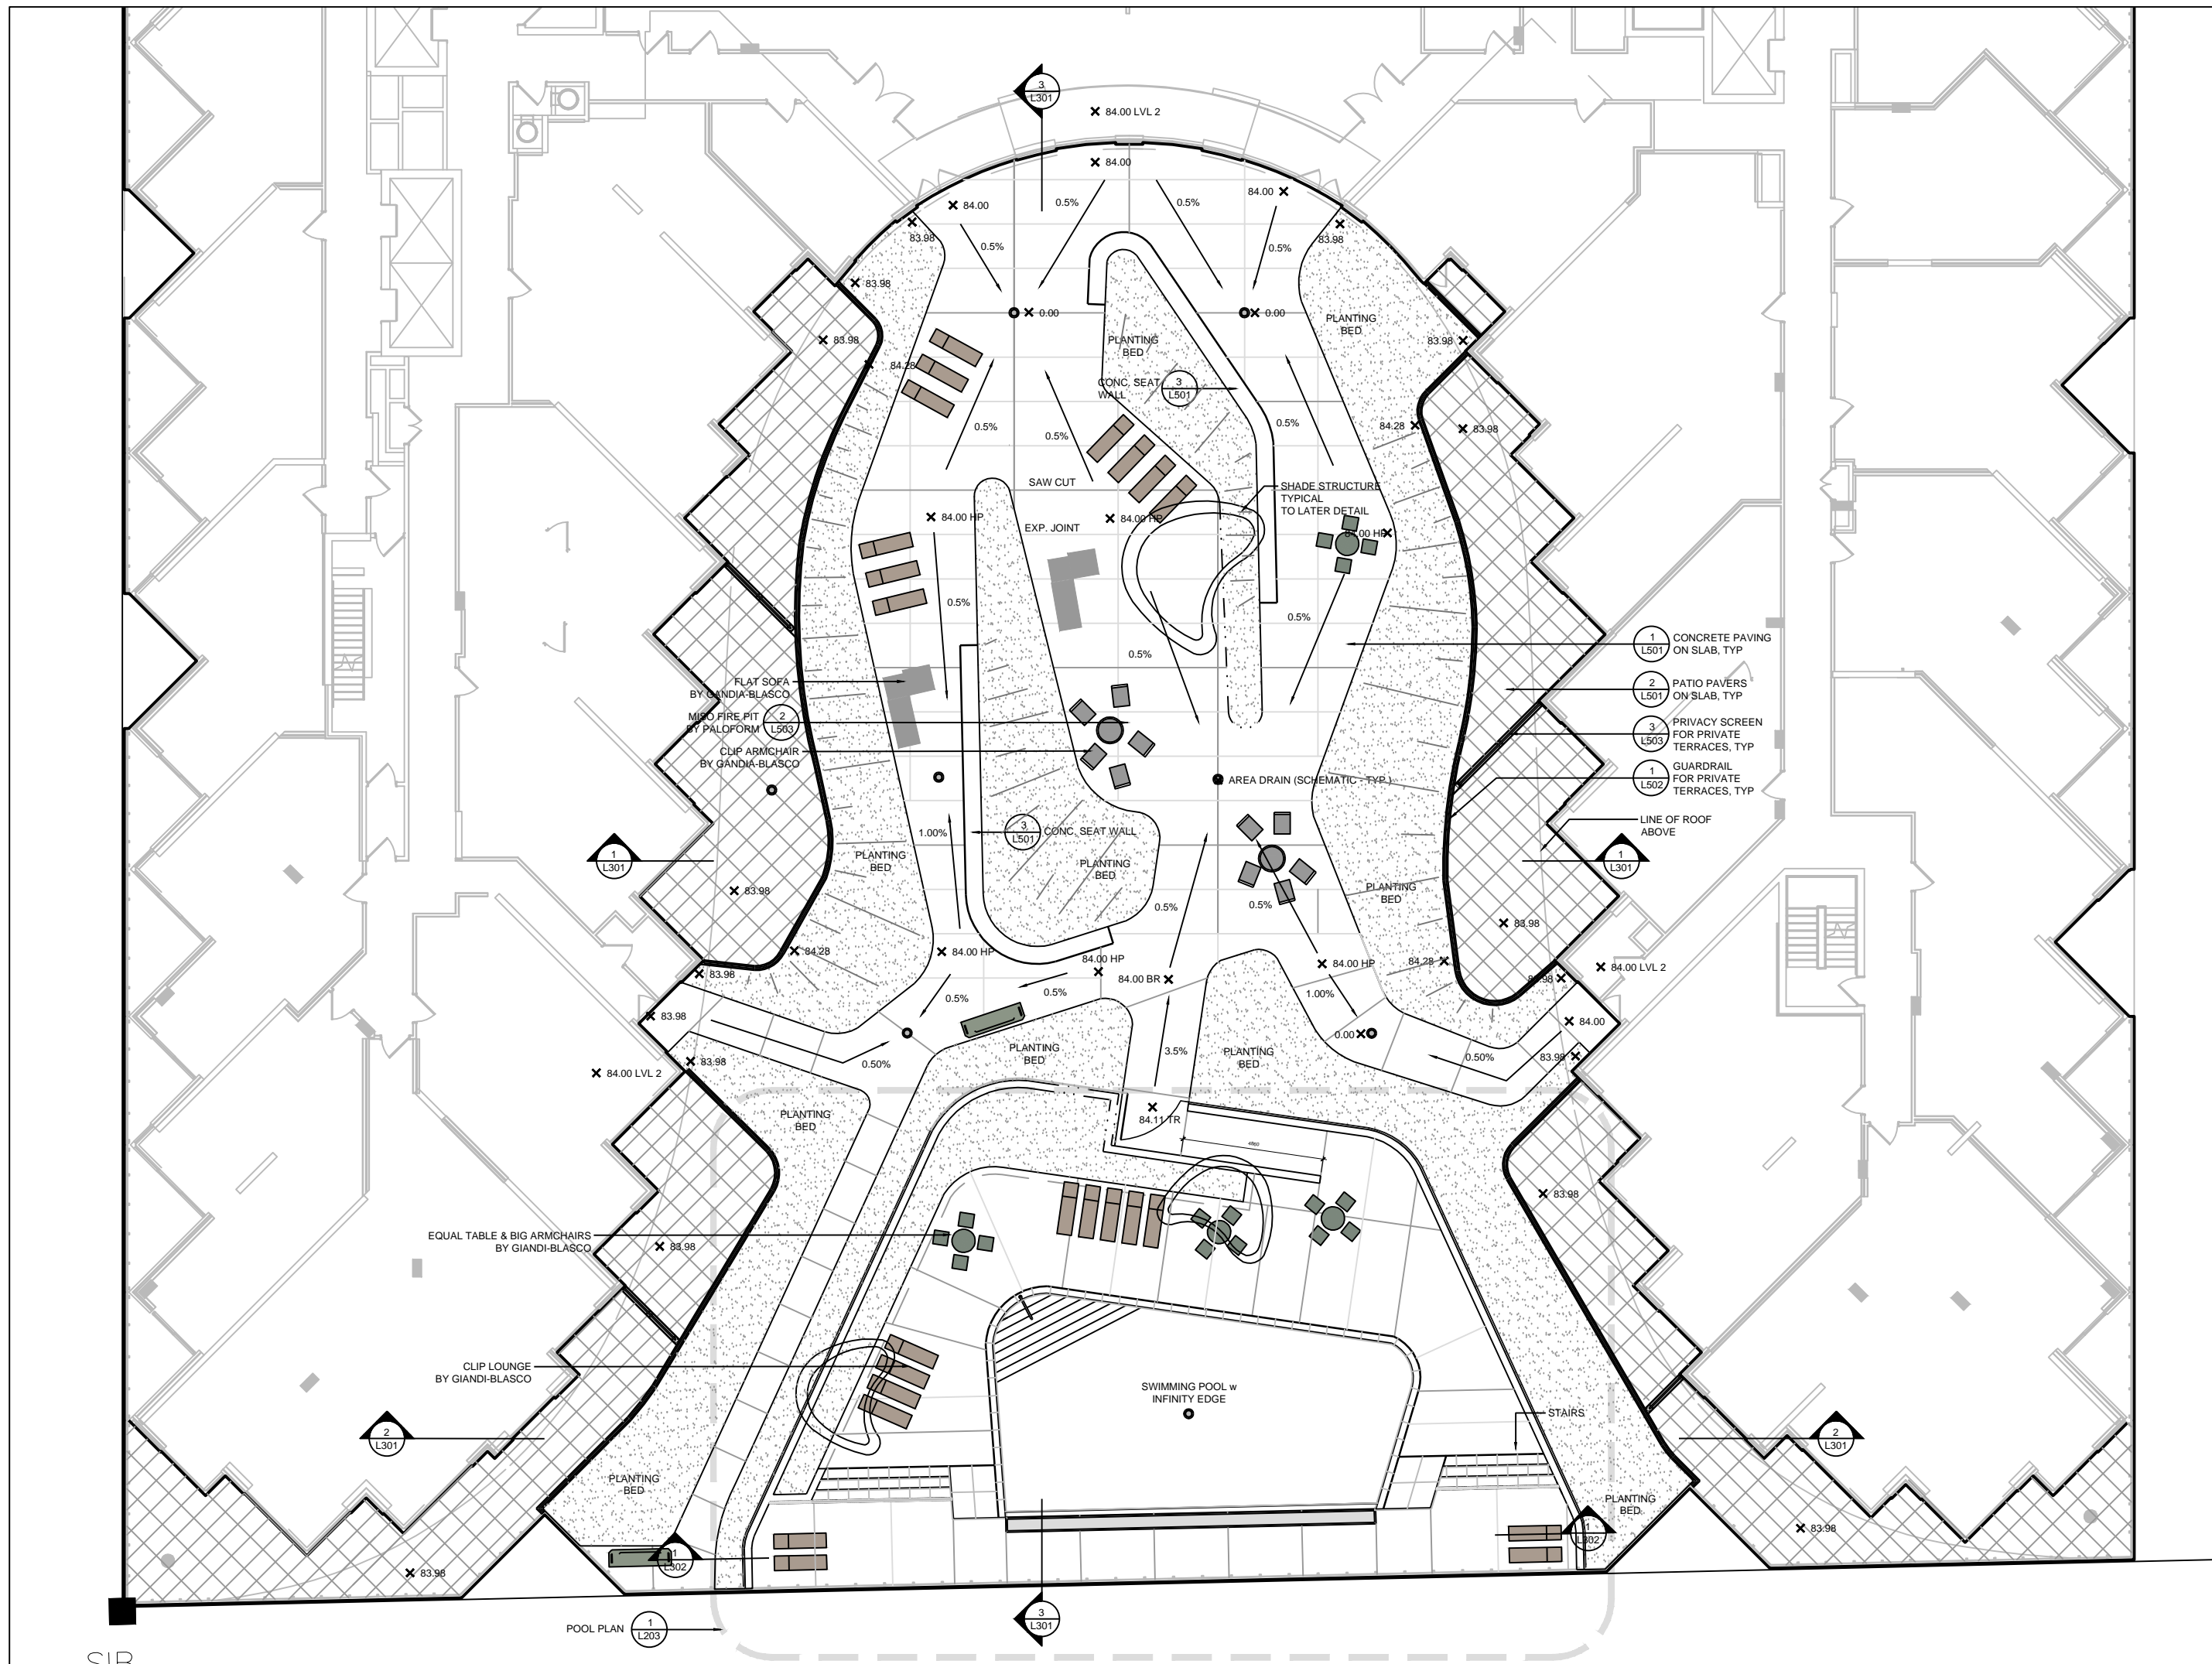 3
L301
84.00 LVL 2
84.00
84.00
84.00
0.5%
0.5%
83.98
83.98
0.5%
0.5%
83.98
0.00
0.00
PLANTING
BED
83.98
PLANTING
BED
83.98
84.28
CONC. SEAT
WALL
3
L501
0.5%
0.5%
0.5%
84.28
83.98
SAW CUT
SHADE STRUCTURE
TYPICAL
TO LATER DETAIL
84.00 HP
84.00 HP
EXP. JOINT
84.00 HP
0.5%
0.5%
0.5%
1
L501
CONCRETE PAVING
ON SLAB, TYP
FLAT SOFA
BY GANDIA-BLASCO
2
L501
PATIO PAVERS
ON SLAB, TYP
MISO FIRE PIT
BY PALOFORM
2
L503
3
L503
PRIVACY SCREEN
FOR PRIVATE
TERRACES, TYP
CLIP ARMCHAIR
BY GANDIA-BLASCO
1
L502
GUARDRAIL
FOR PRIVATE
TERRACES, TYP
AREA DRAIN (SCHEMATIC - TYP.)
LINE OF ROOF
ABOVE
1.00%
3
L501
CONC. SEAT WALL
1
L301
1
L301
PLANTING
BED
PLANTING
BED
83.98
PLANTING
BED
0.5%
0.5%
83.98
84.28
84.00 HP
84.00 HP
84.00 HP
84.28
84.00 LVL 2
83.98
84.00 BR
83.98
0.5%
0.5%
1.00%
83.98
84.00
0.00
PLANTING
BED
3.5%
PLANTING
BED
83.98
0.50%
0.50%
83.98
84.00 LVL 2
PLANTING
BED
84.11 TR
4860
83.98
EQUAL TABLE & BIG ARMCHAIRS
BY GIANDI-BLASCO
83.98
CLIP LOUNGE
BY GIANDI-BLASCO
SWIMMING POOL w
INFINITY EDGE
STAIRS
2
L301
2
L301
PLANTING
BED
PLANTING
BED
83.98
1
L302
1
L302
83.98
POOL PLAN
1
L203
3
L301